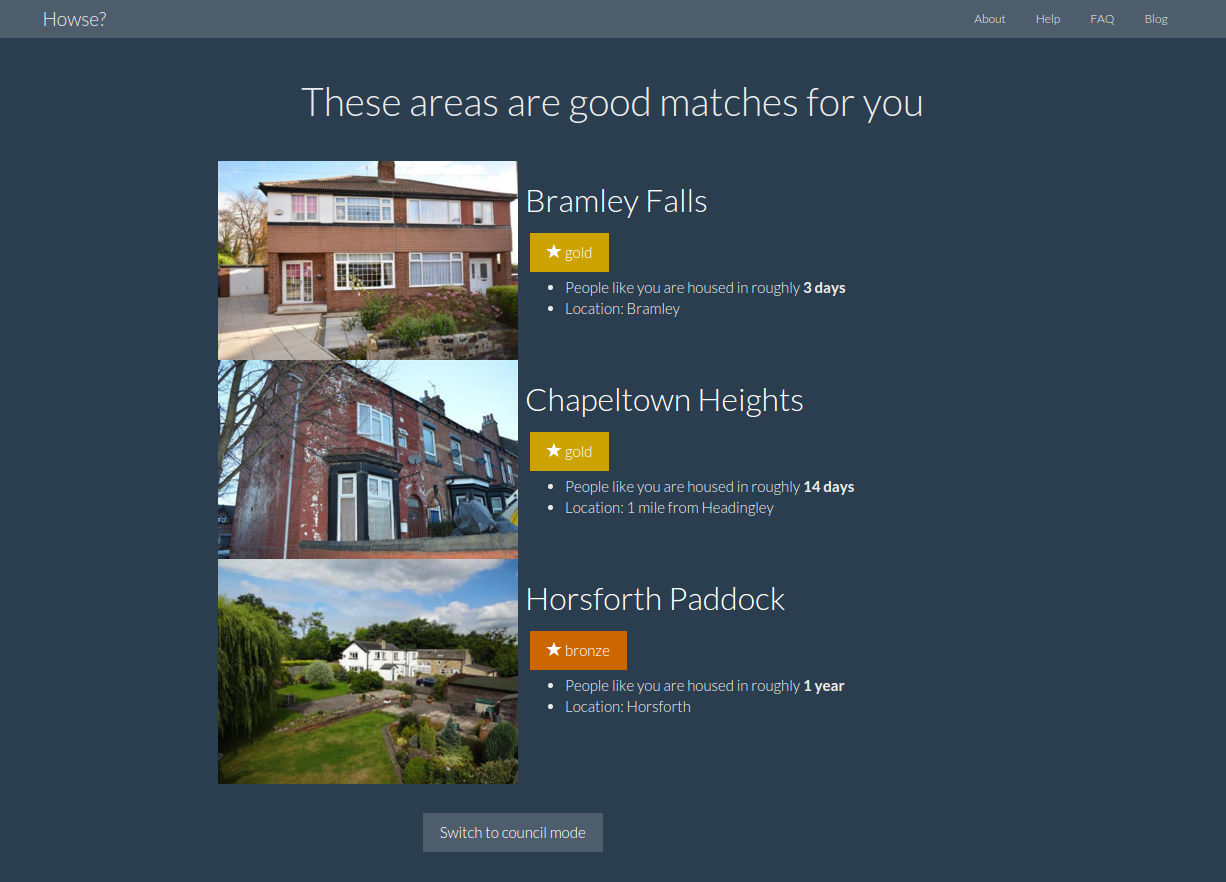 Howse?
About Help FAQ Blog
These areas are good matches for you
Bramley Falls
gold
People like you are housed in roughly 3 days
Location: Bramley
Chapeltown Heights
gold
People like you are housed in roughly 14 days
Location: 1 mile from Headingley
Horsforth Paddock
bronze
People like you are housed in roughly 1 year
Location: Horsforth
Switch to council mode